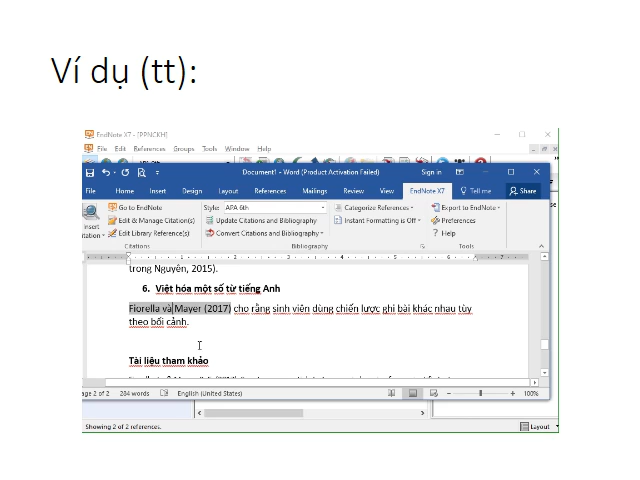 Ví dụ (tt):
EndNote X7 - [PPNCKH]
File Edit References Groups Tools Window Help
Document1 - Word (Product Activation Failed) Sign in
File Home Insert Design Layout References Mailings Review View EndNote X7 Tell me Share
Insert
Go to EndNote
Edit & Manage Citation(s)
Edit Library Reference(s)
Citations
Style: APA 6th
Update Citations and Bibliography
Convert Citations and Bibliography
Categorize References
Instant Formatting is Off
Bibliography
Export to EndNote
Preferences
Help
Tools
trong Nguyên, 2015).
6. Việt hóa một số từ tiếng Anh
Fiorella và Mayer (2017) cho rằng sinh viên dùng chiến lược ghi bài khác nhau tùy
theo bối cảnh.
Tài liệu tham khảo
age 2 of 2 284 words English (United States) 100%
Showing 2 of 2 references. Layout